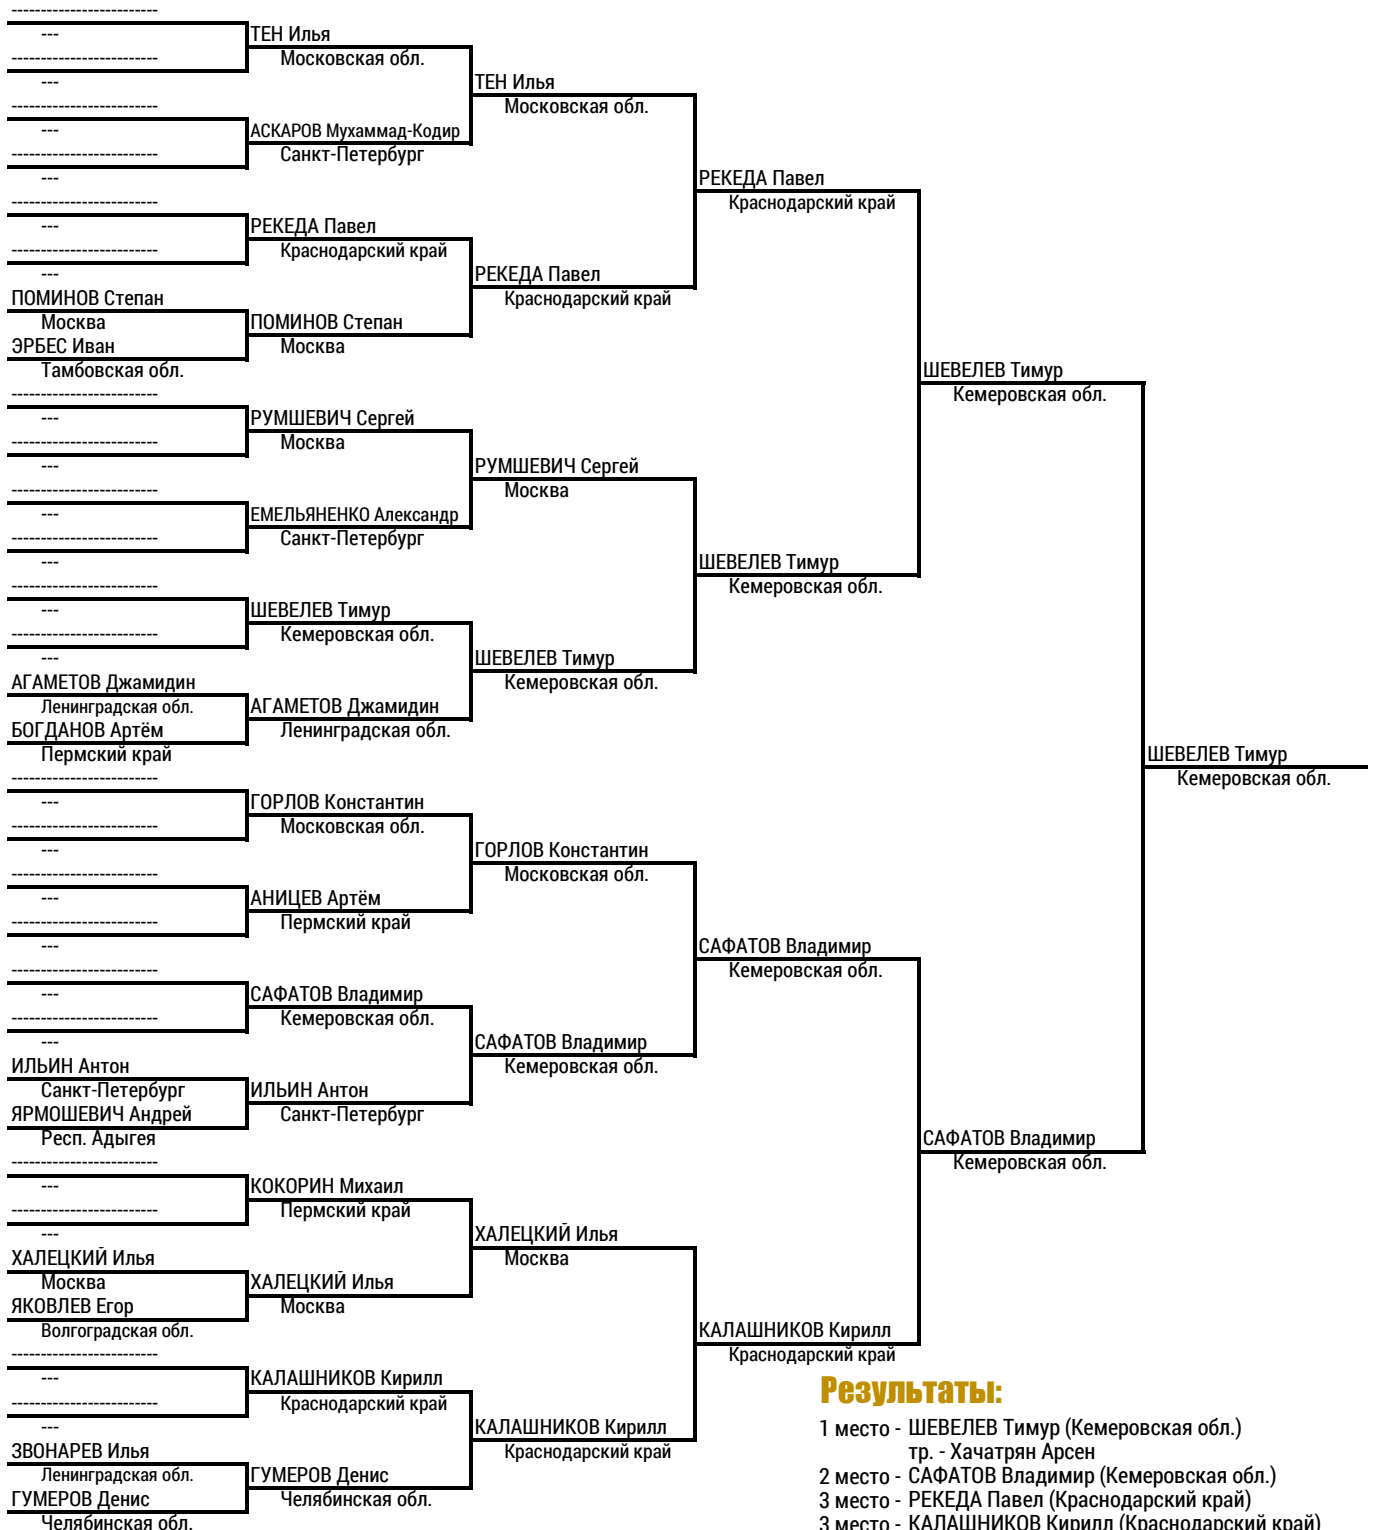 -------------------------
---
-------------------------
---
-------------------------
---
-------------------------
---
-------------------------
---
-------------------------
---
ПОМИНОВ Степан
Москва
ЭРБЕС Иван
Тамбовская обл.
-------------------------
---
-------------------------
---
-------------------------
---
-------------------------
---
-------------------------
---
-------------------------
---
АГАМЕТОВ Джамидин
Ленинградская обл.
БОГДАНОВ Артём
Пермский край
-------------------------
---
-------------------------
---
-------------------------
---
-------------------------
---
-------------------------
---
-------------------------
---
ИЛЬИН Антон
Санкт-Петербург
ЯРМОШЕВИЧ Андрей
Респ. Адыгея
-------------------------
---
-------------------------
---
ХАЛЕЦКИЙ Илья
Москва
ЯКОВЛЕВ Егор
Волгоградская обл.
-------------------------
---
-------------------------
---
ЗВОНАРЕВ Илья
Ленинградская обл.
ГУМЕРОВ Денис
Челябинская обл.
ТЕН Илья
Московская обл.
АСКАРОВ Мухаммад-Кодир
Санкт-Петербург
РЕКЕДА Павел
Краснодарский край
ПОМИНОВ Степан
Москва
РУМШЕВИЧ Сергей
Москва
ЕМЕЛЬЯНЕНКО Александр
Санкт-Петербург
ШЕВЕЛЕВ Тимур
Кемеровская обл.
АГАМЕТОВ Джамидин
Ленинградская обл.
ГОРЛОВ Константин
Московская обл.
АНИЦЕВ Артём
Пермский край
САФАТОВ Владимир
Кемеровская обл.
ИЛЬИН Антон
Санкт-Петербург
КОКОРИН Михаил
Пермский край
ХАЛЕЦКИЙ Илья
Москва
КАЛАШНИКОВ Кирилл
Краснодарский край
ГУМЕРОВ Денис
Челябинская обл.
ТЕН Илья
Московская обл.
РЕКЕДА Павел
Краснодарский край
РУМШЕВИЧ Сергей
Москва
ШЕВЕЛЕВ Тимур
Кемеровская обл.
ГОРЛОВ Константин
Московская обл.
САФАТОВ Владимир
Кемеровская обл.
ХАЛЕЦКИЙ Илья
Москва
КАЛАШНИКОВ Кирилл
Краснодарский край
РЕКЕДА Павел
Краснодарский край
ШЕВЕЛЕВ Тимур
Кемеровская обл.
САФАТОВ Владимир
Кемеровская обл.
КАЛАШНИКОВ Кирилл
Краснодарский край
ШЕВЕЛЕВ Тимур
Кемеровская обл.
САФАТОВ Владимир
Кемеровская обл.
ШЕВЕЛЕВ Тимур
Кемеровская обл.
Результаты:
1 место - ШЕВЕЛЕВ Тимур (Кемеровская обл.)
тр. - Хачатрян Арсен
2 место - САФАТОВ Владимир (Кемеровская обл.)
3 место - РЕКЕДА Павел (Краснодарский край)
3 место - КАЛАШНИКОВ Кирилл (Краснодарский край)